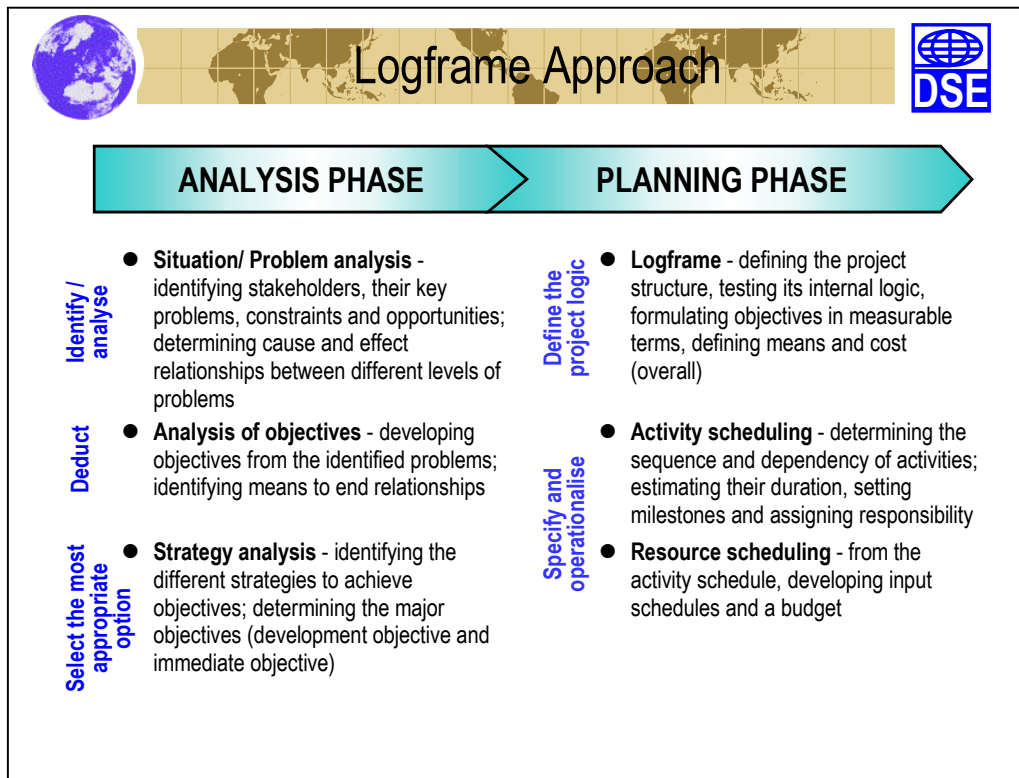 Logframe Approach
DSE
ANALYSIS PHASE
PLANNING PHASE
Identify /
analyse
● Situation/ Problem analysis -
identifying stakeholders, their key
problems, constraints and opportunities;
determining cause and effect
relationships between different levels of
problems
Deduct
● Analysis of objectives - developing
objectives from the identified problems;
identifying means to end relationships
Select the most
appropriate
option
● Strategy analysis - identifying the
different strategies to achieve
objectives; determining the major
objectives (development objective and
immediate objective)
Define the
project logic
● Logframe - defining the project
structure, testing its internal logic,
formulating objectives in measurable
terms, defining means and cost
(overall)
Specify and
operationalise
● Activity scheduling - determining the
sequence and dependency of activities;
estimating their duration, setting
milestones and assigning responsibility
● Resource scheduling - from the
activity schedule, developing input
schedules and a budget